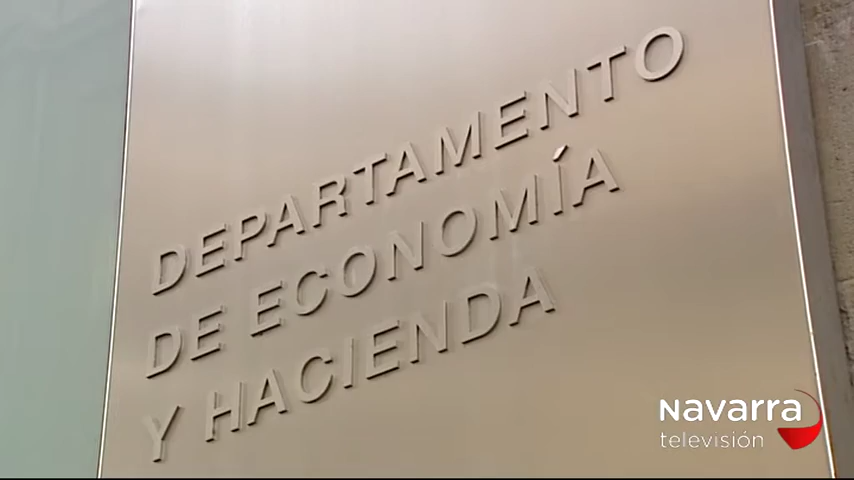 DEPARTAMENTO
DE ECONOMÍA
Y HACIENDA
Navarra
televisión